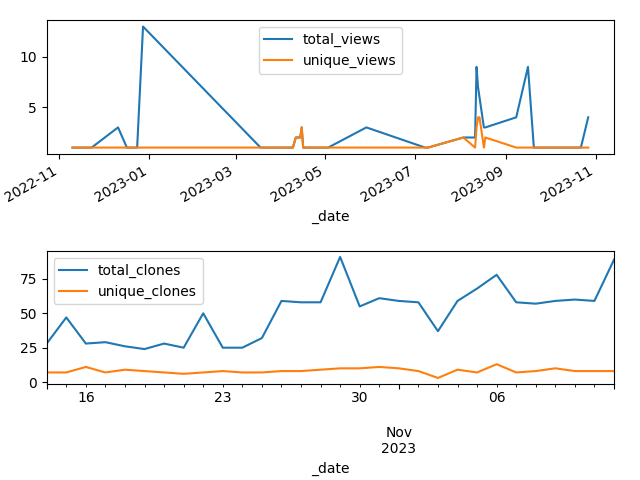 10
5
total_views
unique_views
2022-11
2023-01
2023-03
2023-05
2023-07
2023-09
2023-11
_date
75
50
25
0
total_clones
unique_clones
16
23
30
06
Nov
2023
_date